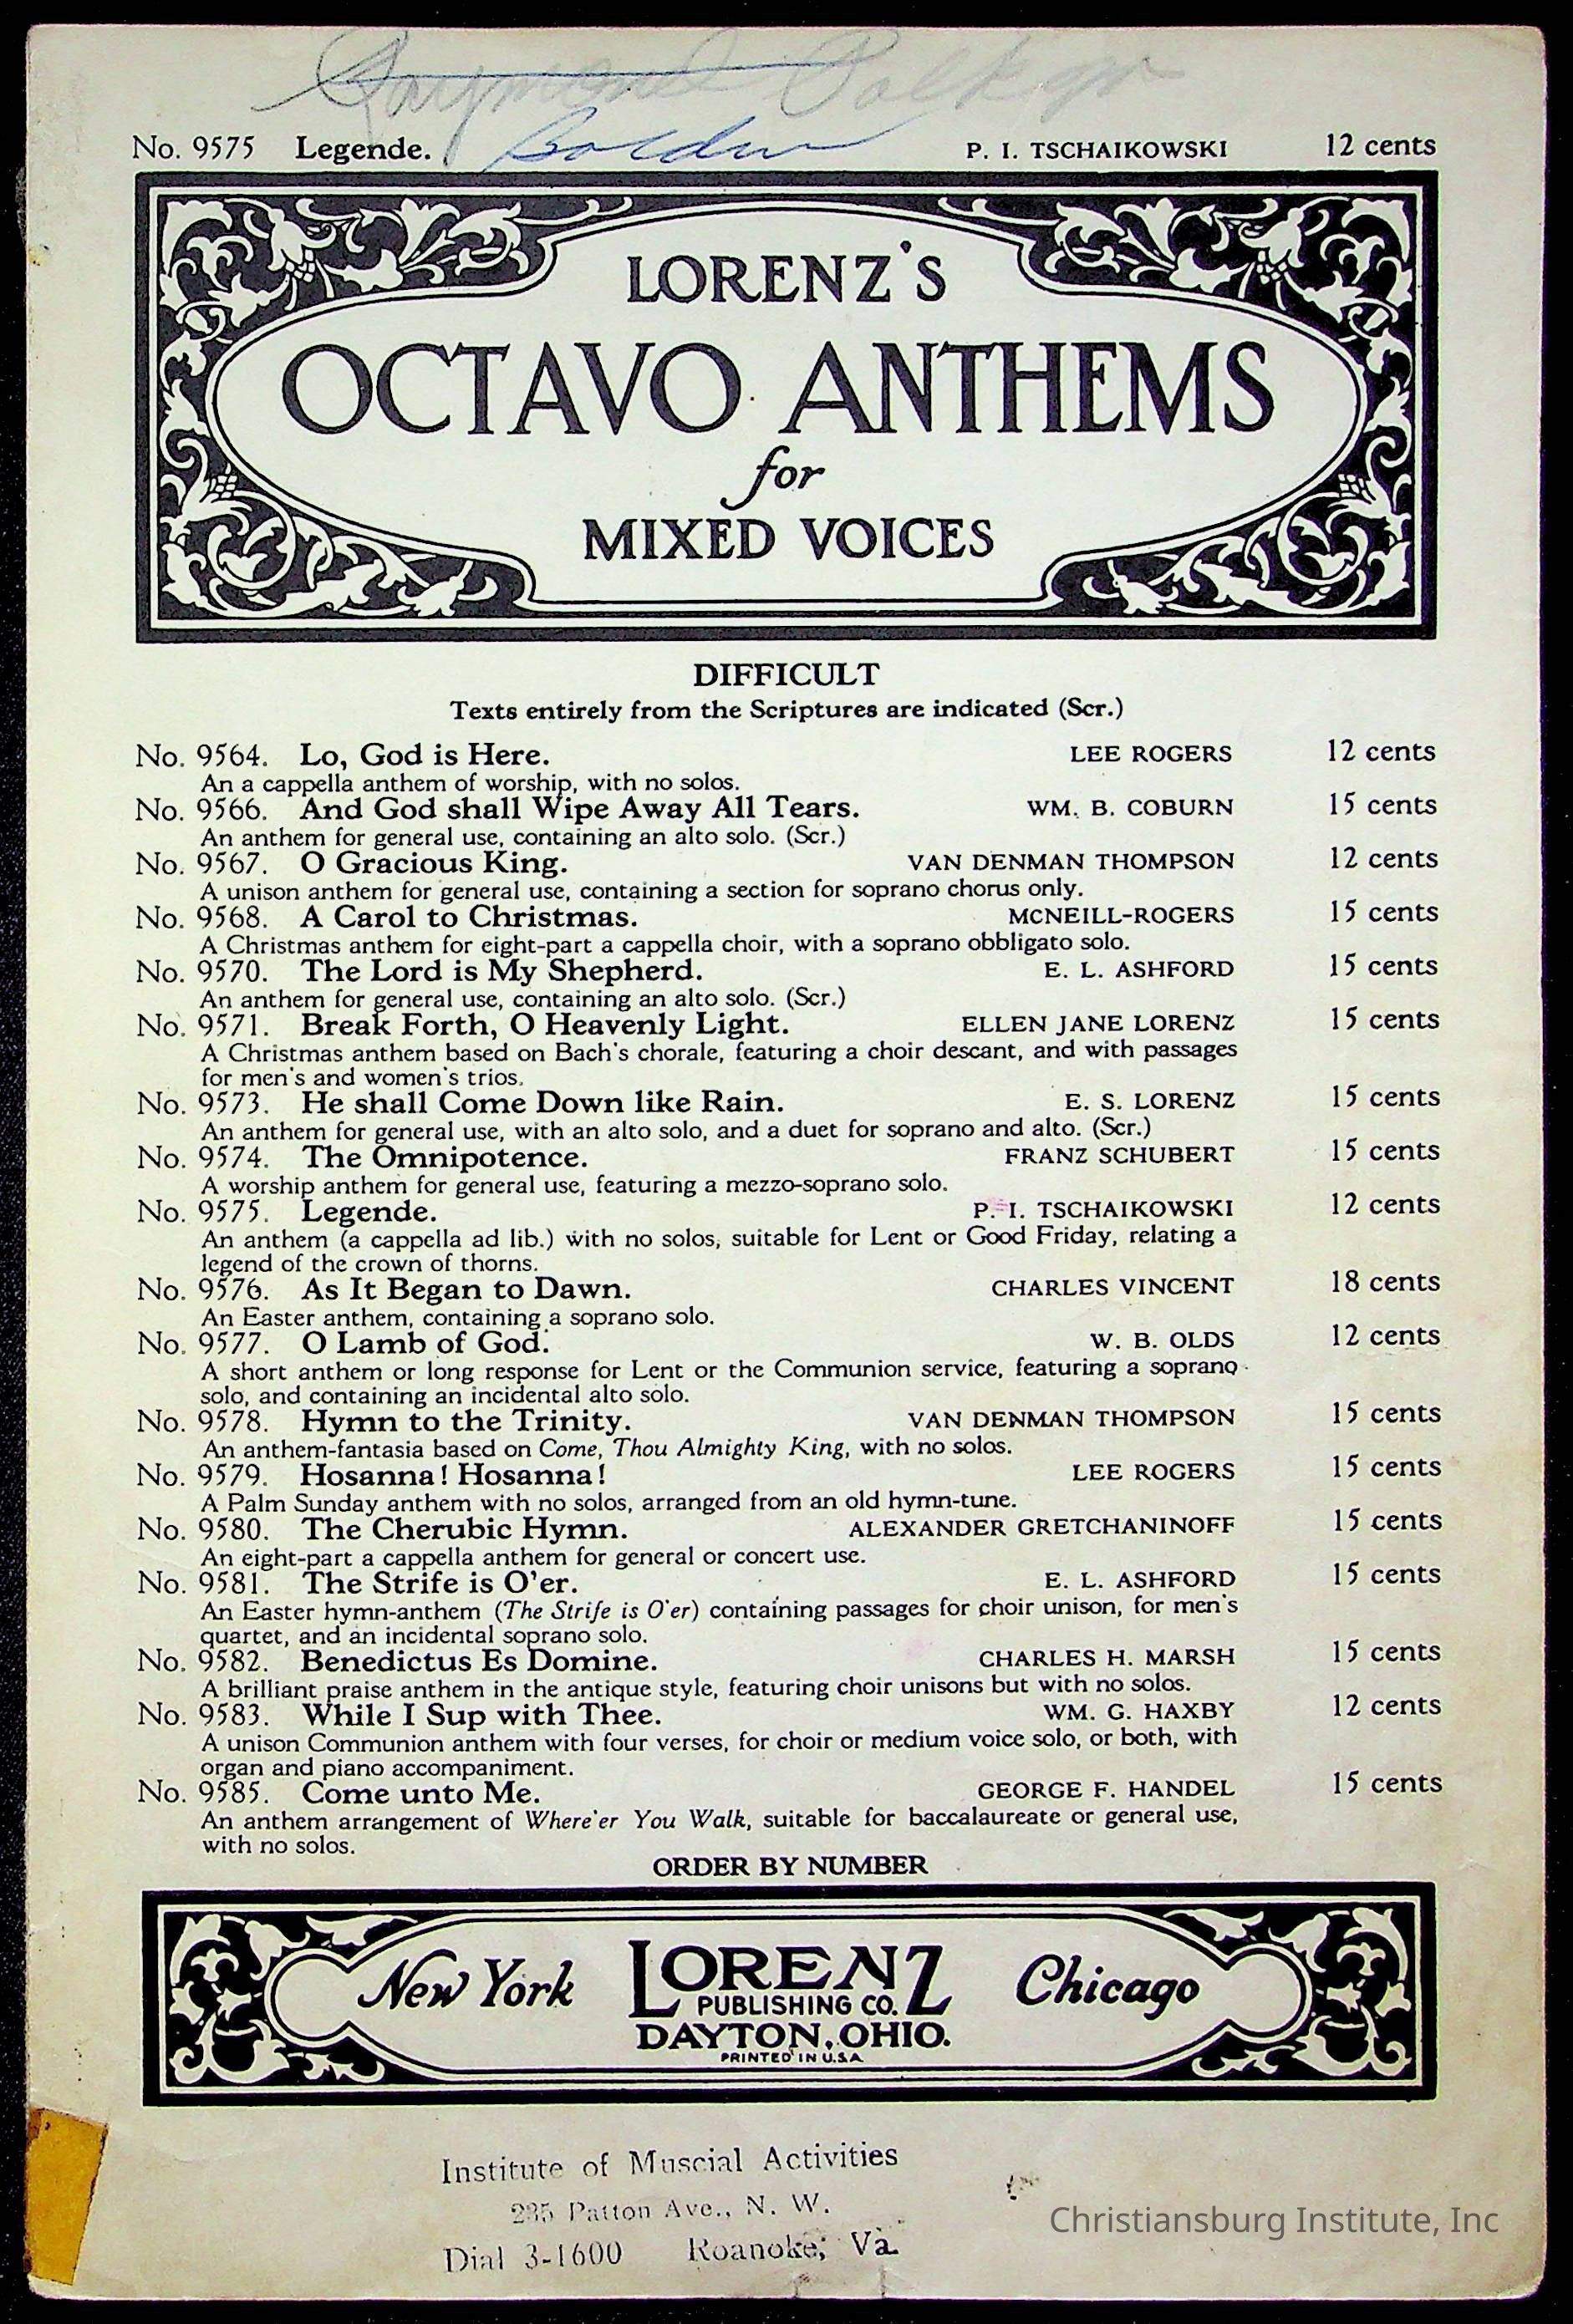 Raymond Polk Jr
No. 9575 Legende. P. I. TSCHAIKOWSKI 12 cents
LORENZ'S
OCTAVO ANTHEMS
for
MIXED VOICES
DIFFICULT
Texts entirely from the Scriptures are indicated (Scr.)
No. 9564. Lo, God is Here. LEE ROGERS 12 cents
An a cappella anthem of worship, with no solos.
No. 9566. And God shall Wipe Away All Tears. WM. B. COBURN 15 cents
An anthem for general use, containing an alto solo. (Scr.)
No. 9567. O Gracious King. VAN DENMAN THOMPSON 12 cents
A unison anthem for general use, containing a section for soprano chorus only.
No. 9568. A Carol to Christmas. MCNEILL-ROGERS 15 cents
A Christmas anthem for eight-part a cappella choir, with a soprano obbligato solo.
No. 9570. The Lord is My Shepherd. E. L. ASHFORD 15 cents
An anthem for general use, containing an alto solo. (Scr.)
No. 9571. Break Forth, O Heavenly Light. ELLEN JANE LORENZ 15 cents
A Christmas anthem based on Bach's chorale, featuring a choir descant, and with passages
for men's and women's trios.
No. 9573. He shall Come Down like Rain. E. S. LORENZ 15 cents
An anthem for general use, with an alto solo, and a duet for soprano and alto. (Scr.)
No. 9574. The Omnipotence. FRANZ SCHUBERT 15 cents
A worship anthem for general use, featuring a mezzo-soprano solo.
No. 9575. Legende. P. I. TSCHAIKOWSKI 12 cents
An anthem (a cappella ad lib.) with no solos, suitable for Lent or Good Friday, relating a
legend of the crown of thorns.
No. 9576. As It Began to Dawn. CHARLES VINCENT 18 cents
An Easter anthem, containing a soprano solo.
No. 9577. O Lamb of God. W. B. OLDS 12 cents
A short anthem or long response for Lent or the Communion service, featuring a soprano
solo, and containing an incidental alto solo.
No. 9578. Hymn to the Trinity. VAN DENMAN THOMPSON 15 cents
An anthem-fantasia based on Come, Thou Almighty King, with no solos.
No. 9579. Hosanna! Hosanna! LEE ROGERS 15 cents
A Palm Sunday anthem with no solos, arranged from an old hymn-tune.
No. 9580. The Cherubic Hymn. ALEXANDER GRETCHANINOFF 15 cents
An eight-part a cappella anthem for general or concert use.
No. 9581. The Strife is O'er. E. L. ASHFORD 15 cents
An Easter hymn-anthem (The Strife is O'er) containing passages for choir unison, for men's
quartet, and an incidental soprano solo.
No. 9582. Benedictus Es Domine. CHARLES H. MARSH 15 cents
A brilliant praise anthem in the antique style, featuring choir unisons but with no solos.
No. 9583. While I Sup with Thee. WM. G. HAXBY 12 cents
A unison Communion anthem with four verses, for choir or medium voice solo, or both, with
organ and piano accompaniment.
No. 9585. Come unto Me. GEORGE F. HANDEL 15 cents
An anthem arrangement of Where'er You Walk, suitable for baccalaureate or general use,
with no solos.
ORDER BY NUMBER
New York LORENZ Chicago
PUBLISHING CO.
DAYTON, OHIO.
PRINTED IN U.S.A.
Institute of Muscial Activities
235 Patton Ave., N. W.
Dial 3-1600 Roanoke, Va.
Christiansburg Institute, Inc